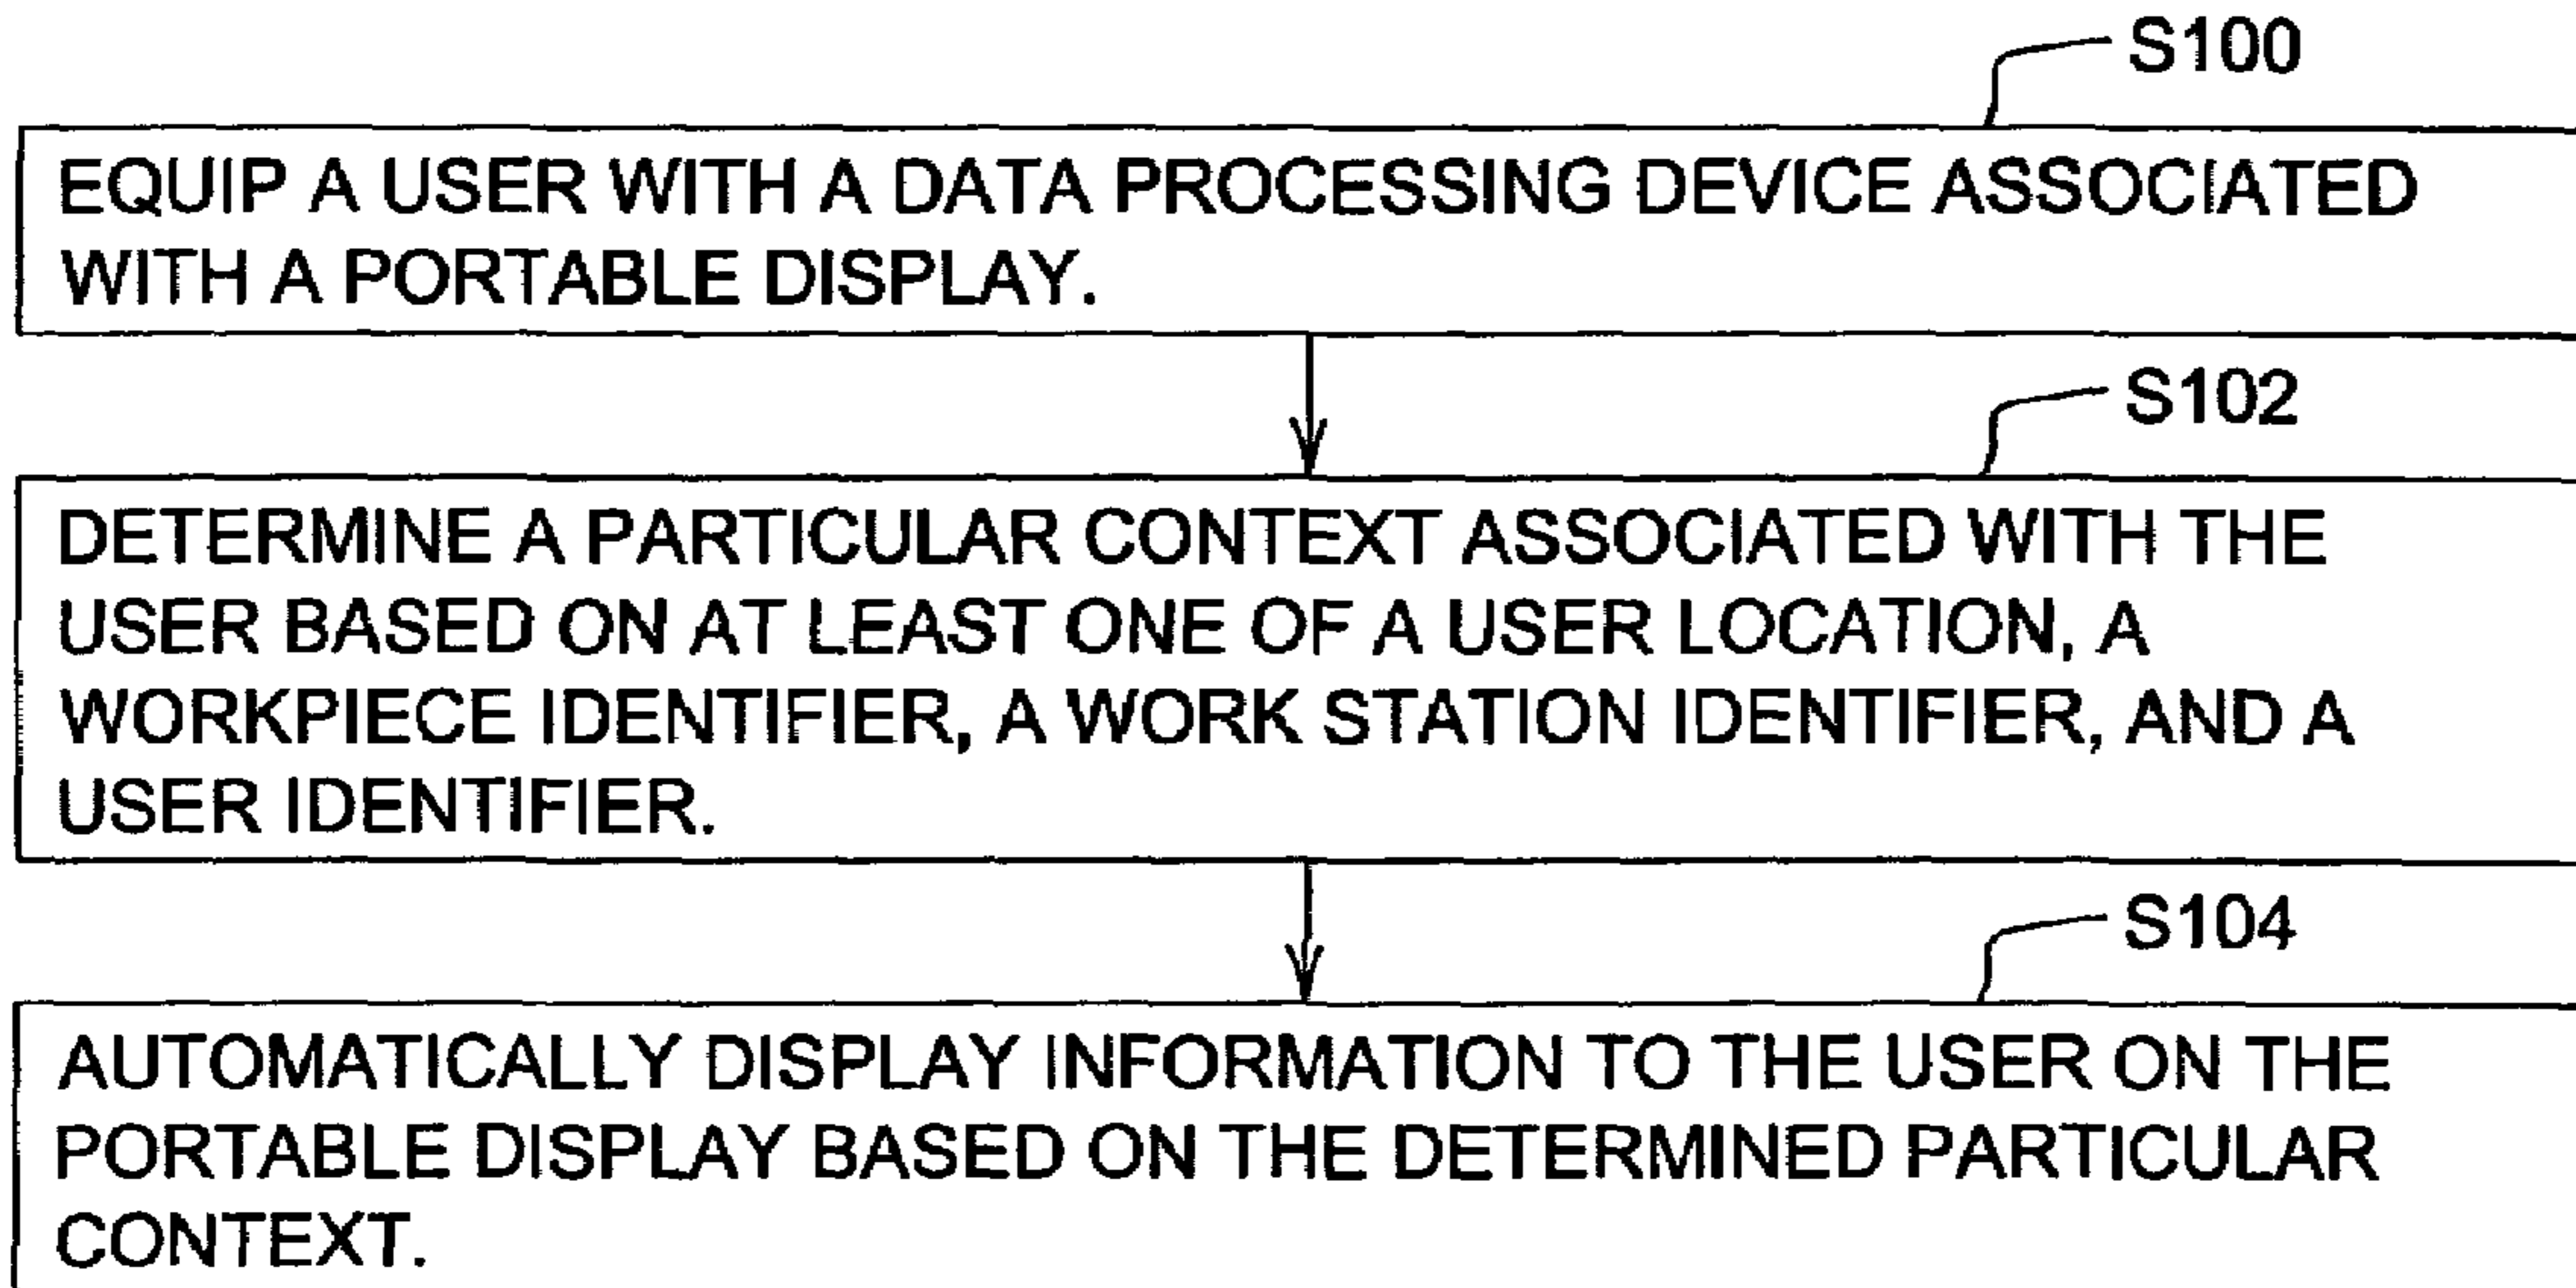 S100
EQUIP A USER WITH A DATA PROCESSING DEVICE ASSOCIATED
WITH A PORTABLE DISPLAY.
S102
DETERMINE A PARTICULAR CONTEXT ASSOCIATED WITH THE
USER BASED ON AT LEAST ONE OF A USER LOCATION, A
WORKPIECE IDENTIFIER, A WORK STATION IDENTIFIER, AND A
USER IDENTIFIER.
S104
AUTOMATICALLY DISPLAY INFORMATION TO THE USER ON THE
PORTABLE DISPLAY BASED ON THE DETERMINED PARTICULAR
CONTEXT.